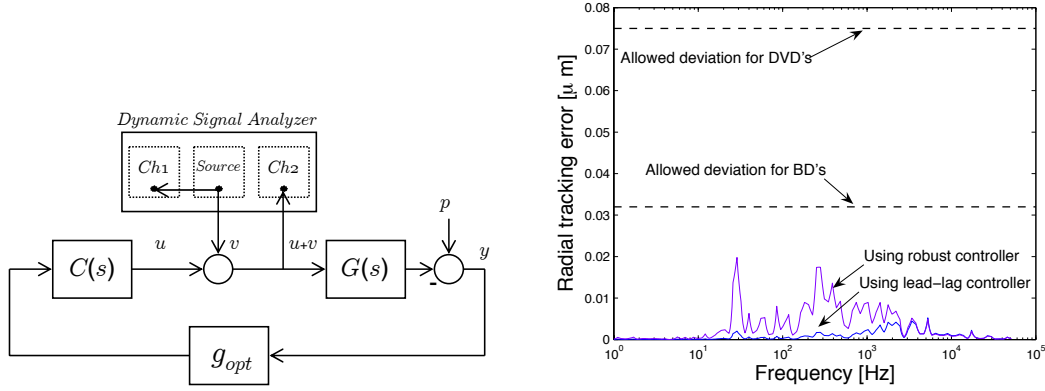 Dynamic Signal Analyzer
Ch1
Source
Ch2
u
v
u+v
p
y
C(s)
G(s)
-
g_opt
0.08
0.07
0.06
0.05
0.04
0.03
0.02
0.01
0
Radial tracking error [μ m]
Allowed deviation for DVD's
Allowed deviation for BD's
Using robust controller
Using lead-lag controller
10^0
10^1
10^2
10^3
10^4
10^5
Frequency [Hz]